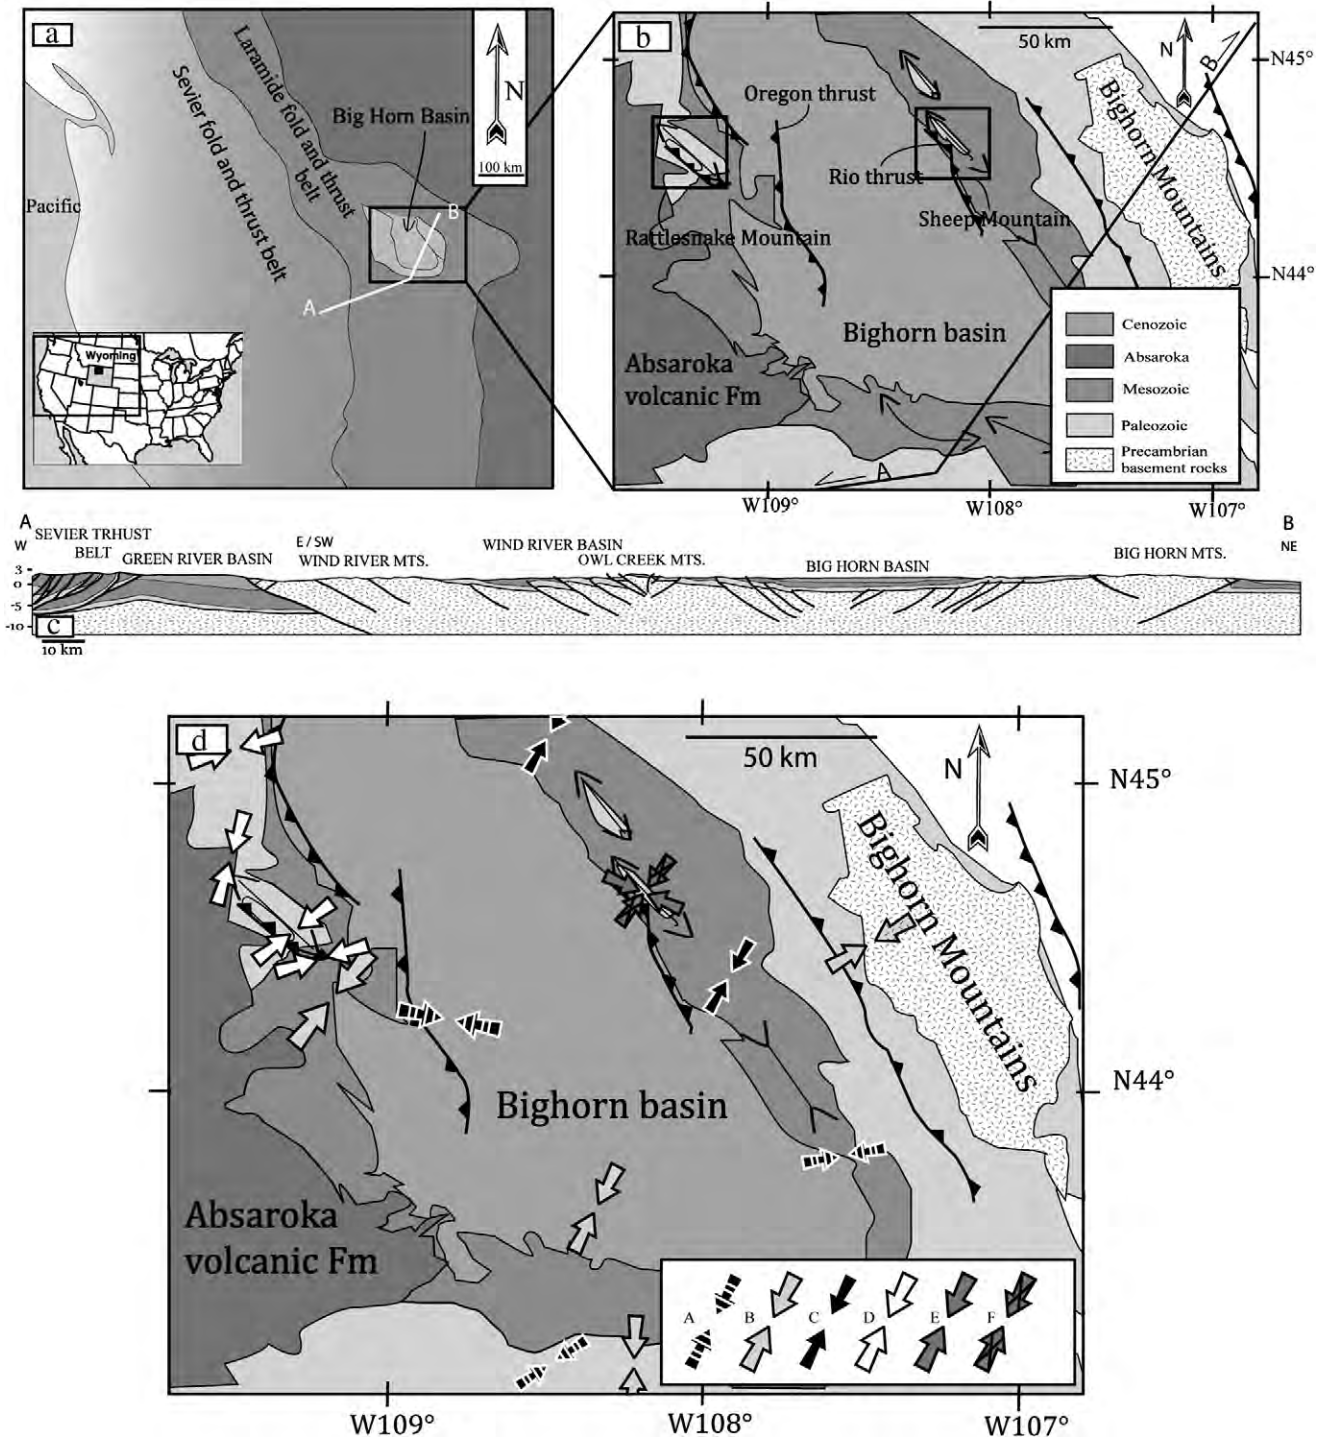 a
Laramide fold and thrust
belt
Sevier fold and thrust belt
Big Horn Basin
N
100 km
Pacific
B
A
Wyoming
b
50 km
N
B
N45°
Oregon thrust
Bighorn Mountains
Rio thrust
Sheep Mountain
Rattlesnake Mountain
N44°
Bighorn basin
Absaroka
volcanic Fm
A
Cenozoic
Absaroka
Mesozoic
Paleozoic
Precambrian
basement rocks
W109°
W108°
W107°
A
W
SEVIER TRHUST
BELT
GREEN RIVER BASIN
E / SW
WIND RIVER MTS.
WIND RIVER BASIN
OWL CREEK MTS.
BIG HORN BASIN
BIG HORN MTS.
B
NE
3
0
-5
-10
c
10 km
d
50 km
N
N45°
Bighorn Mountains
N44°
Bighorn basin
Absaroka
volcanic Fm
A
B
C
D
E
F
W109°
W108°
W107°